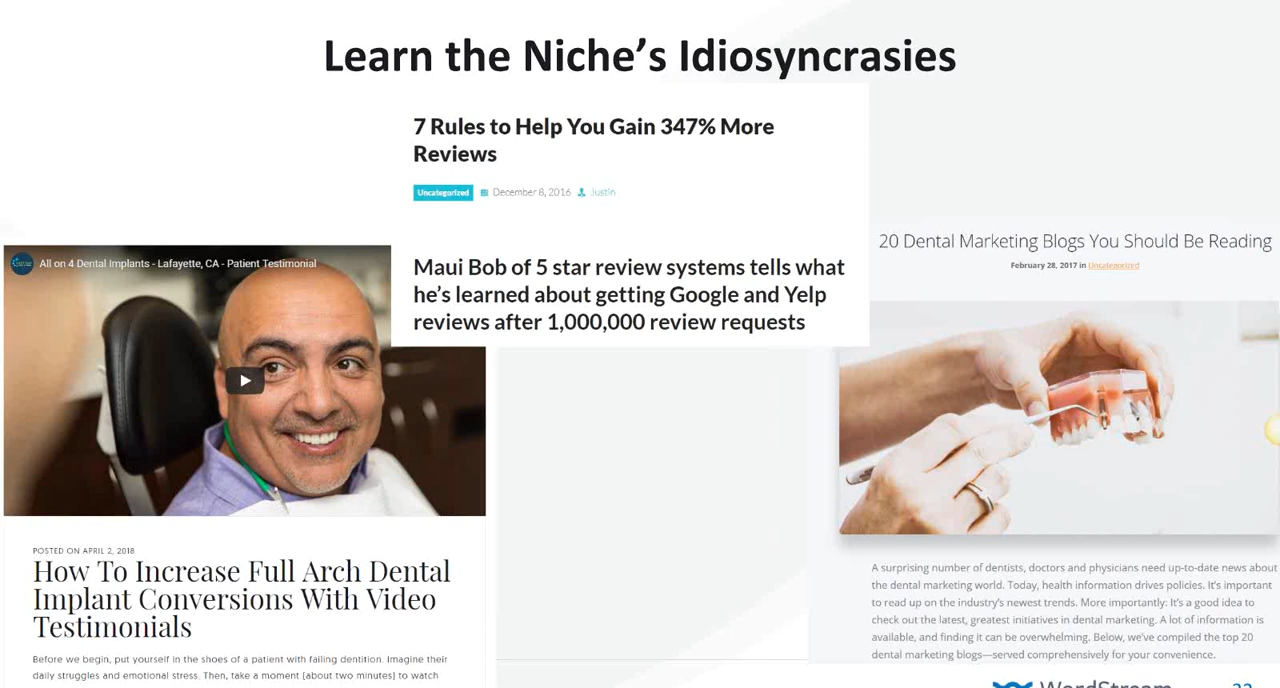 Learn the Niche's Idiosyncrasies
7 Rules to Help You Gain 347% More
Reviews
Uncategorized December 8, 2016 Justin
Maui Bob of 5 star review systems tells what
he's learned about getting Google and Yelp
reviews after 1,000,000 review requests
All on 4 Dental Implants - Lafayette, CA - Patient Testimonial
POSTED ON APRIL 2, 2018
How To Increase Full Arch Dental
Implant Conversions With Video
Testimonials
Before we begin, put yourself in the shoes of a patient with failing dentition. Imagine their
daily struggles and emotional stress. Then, take a moment (about two minutes) to watch
20 Dental Marketing Blogs You Should Be Reading
February 28, 2017 in Uncategorized
A surprising number of dentists, doctors and physicians need up-to-date news about
the dental marketing world. Today, health information drives policies. It's important
to read up on the industry's newest trends. More importantly: It's a good idea to
check out the latest, greatest initiatives in dental marketing. A lot of information is
available, and finding it can be overwhelming. Below, we've compiled the top 20
dental marketing blogs—served comprehensively for your convenience.
WordStream